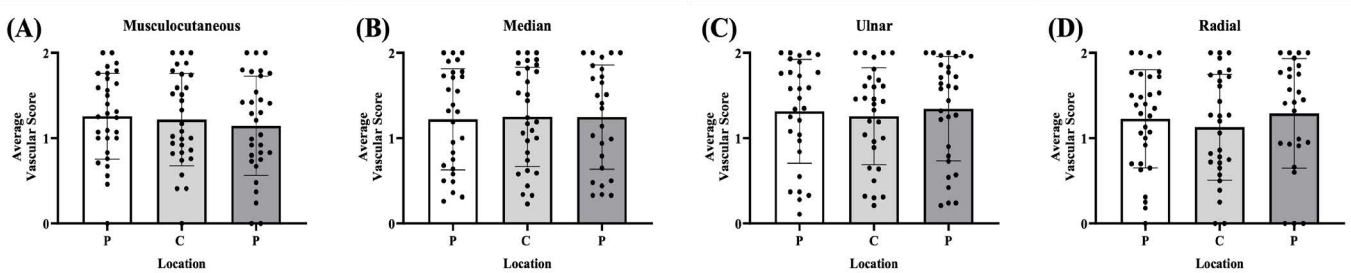 (A)
Musculocutaneous
Average
Vascular Score
2
1
0
P
C
P
Location
(B)
Median
Average
Vascular Score
2
1
0
P
C
P
Location
(C)
Ulnar
Average
Vascular Score
2
1
0
P
C
P
Location
(D)
Radial
Average
Vascular Score
2
1
0
P
C
P
Location